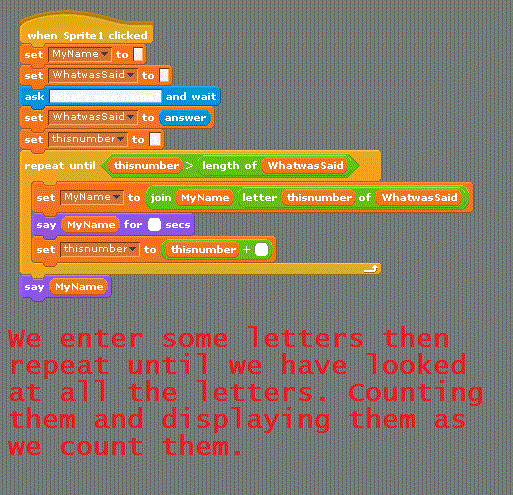 when Sprite1 clicked
set MyName to
set WhatwasSaid to
ask and wait
set WhatwasSaid to answer
set thisnumber to
repeat until thisnumber > length of WhatwasSaid
set MyName to join MyName letter thisnumber of WhatwasSaid
say MyName for secs
set thisnumber to thisnumber +
say MyName
We enter some letters then
repeat until we have looked
at all the letters. Counting
them and displaying them as
we count them.